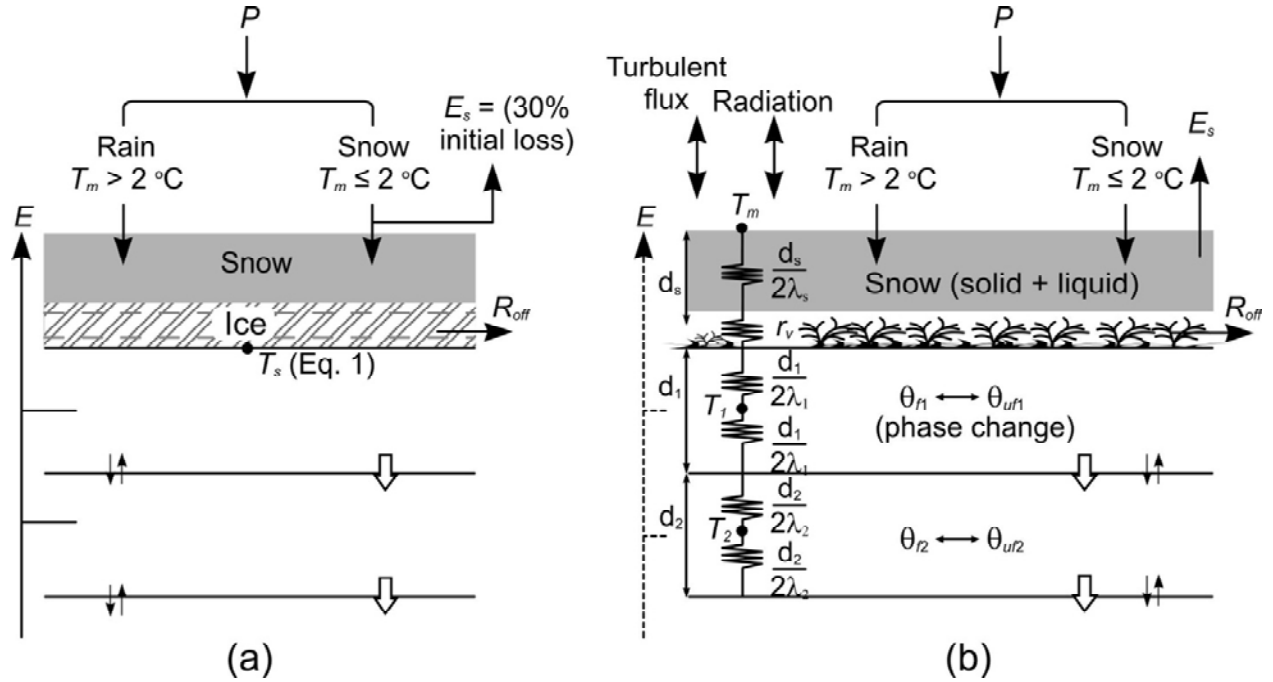 P
E_s = (30%
initial loss)
Rain
T_m > 2 °C
Snow
T_m ≤ 2 °C
E
Snow
Ice
R_off
T_s (Eq. 1)
(a)
P
Turbulent
flux
Radiation
E_s
Rain
T_m > 2 °C
Snow
T_m ≤ 2 °C
E
T_m
d_s
d_s
2λ_s
Snow (solid + liquid)
r_v
R_off
d_1
d_1
2λ_1
T_1
θ_f1 ⟷ θ_uf1
(phase change)
d_1
2λ_1
d_2
d_2
2λ_2
T_2
θ_f2 ⟷ θ_uf2
d_2
2λ_2
(b)